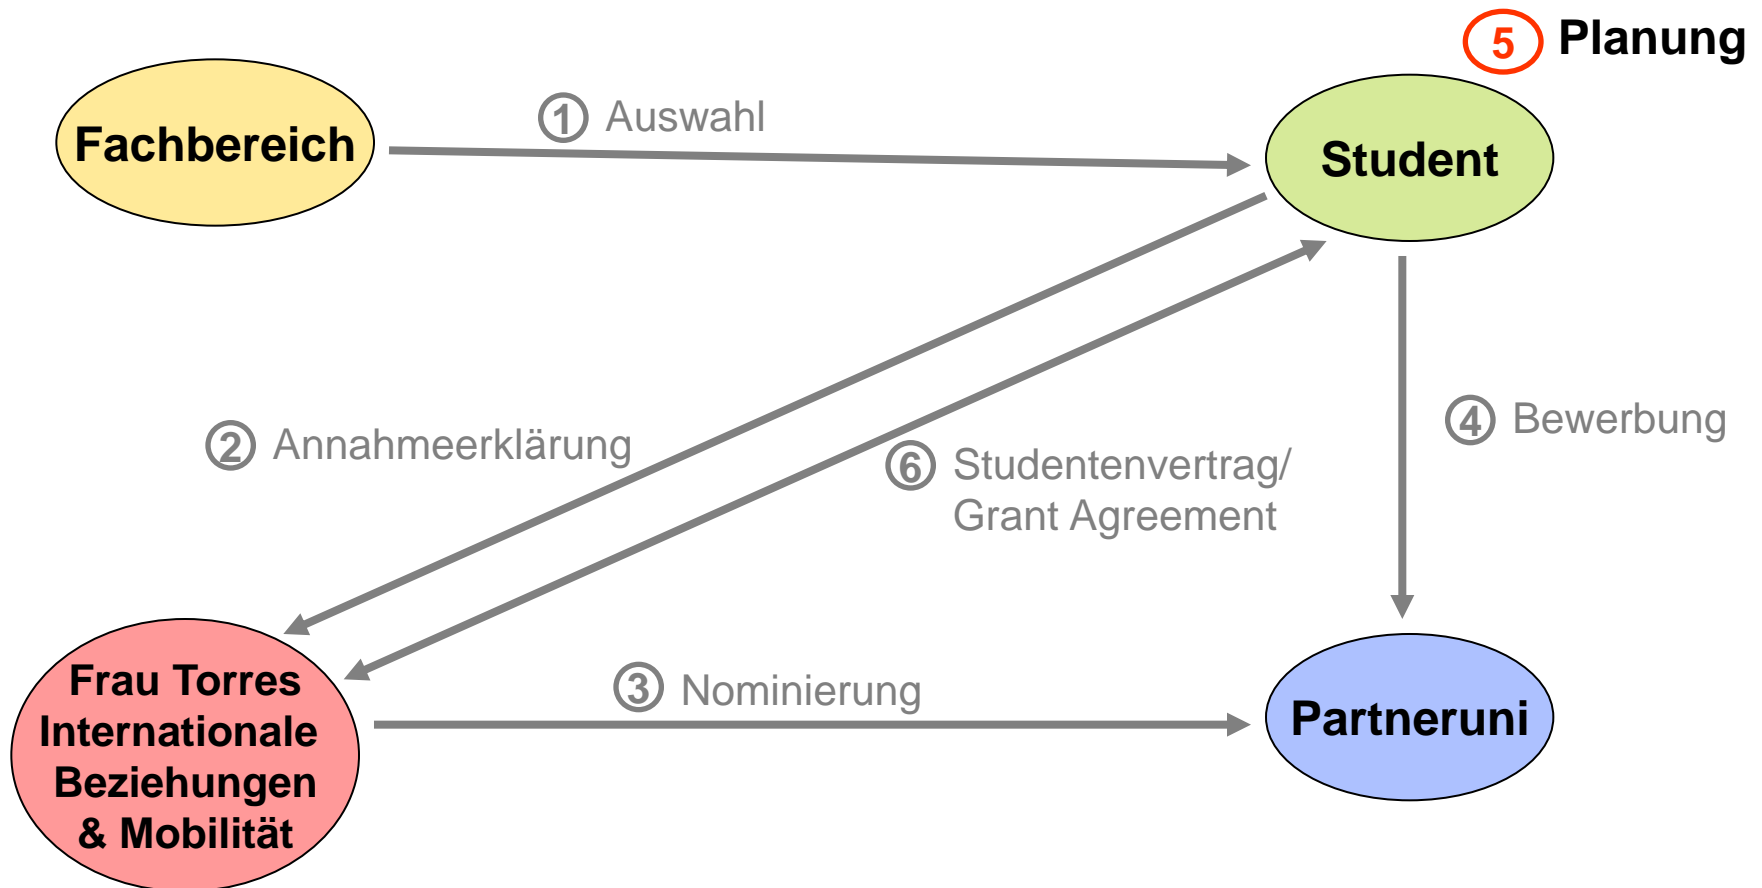 5 Planung
Fachbereich
1 Auswahl
Student
2 Annahmeerklärung
4 Bewerbung
6 Studentenvertrag/
Grant Agreement
Frau Torres
Internationale
Beziehungen
& Mobilität
3 Nominierung
Partneruni